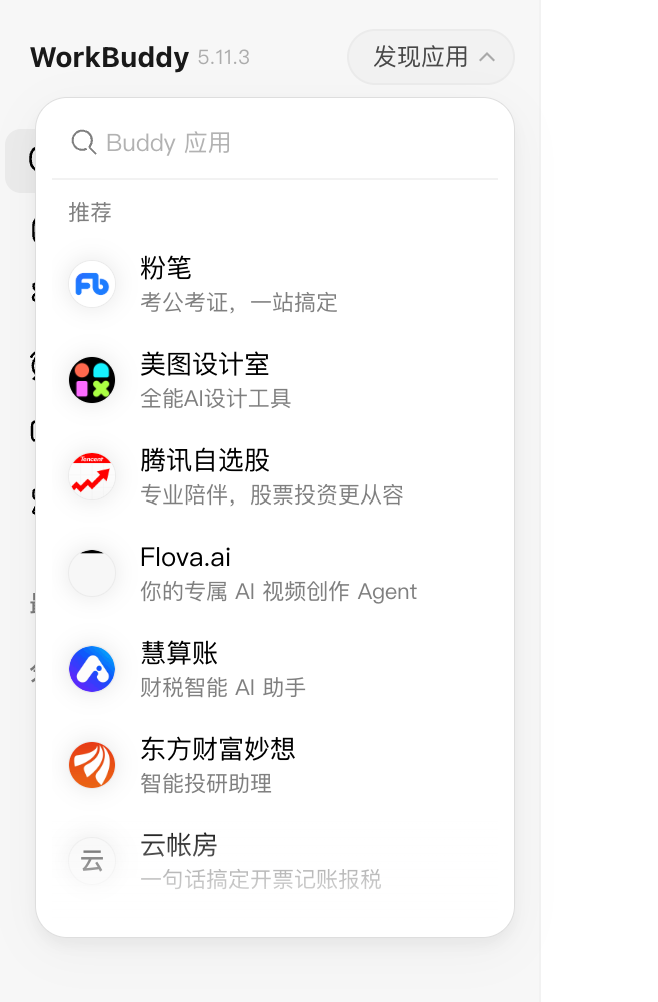 WorkBuddy 5.11.3
发现应用
Buddy 应用
推荐
粉笔
考公考证，一站搞定
美图设计室
全能AI设计工具
Tencent
腾讯自选股
专业陪伴，股票投资更从容
Flova.ai
你的专属 AI 视频创作 Agent
慧算账
财税智能 AI 助手
东方财富妙想
智能投研助理
云
云帐房
一句话搞定开票记账报税